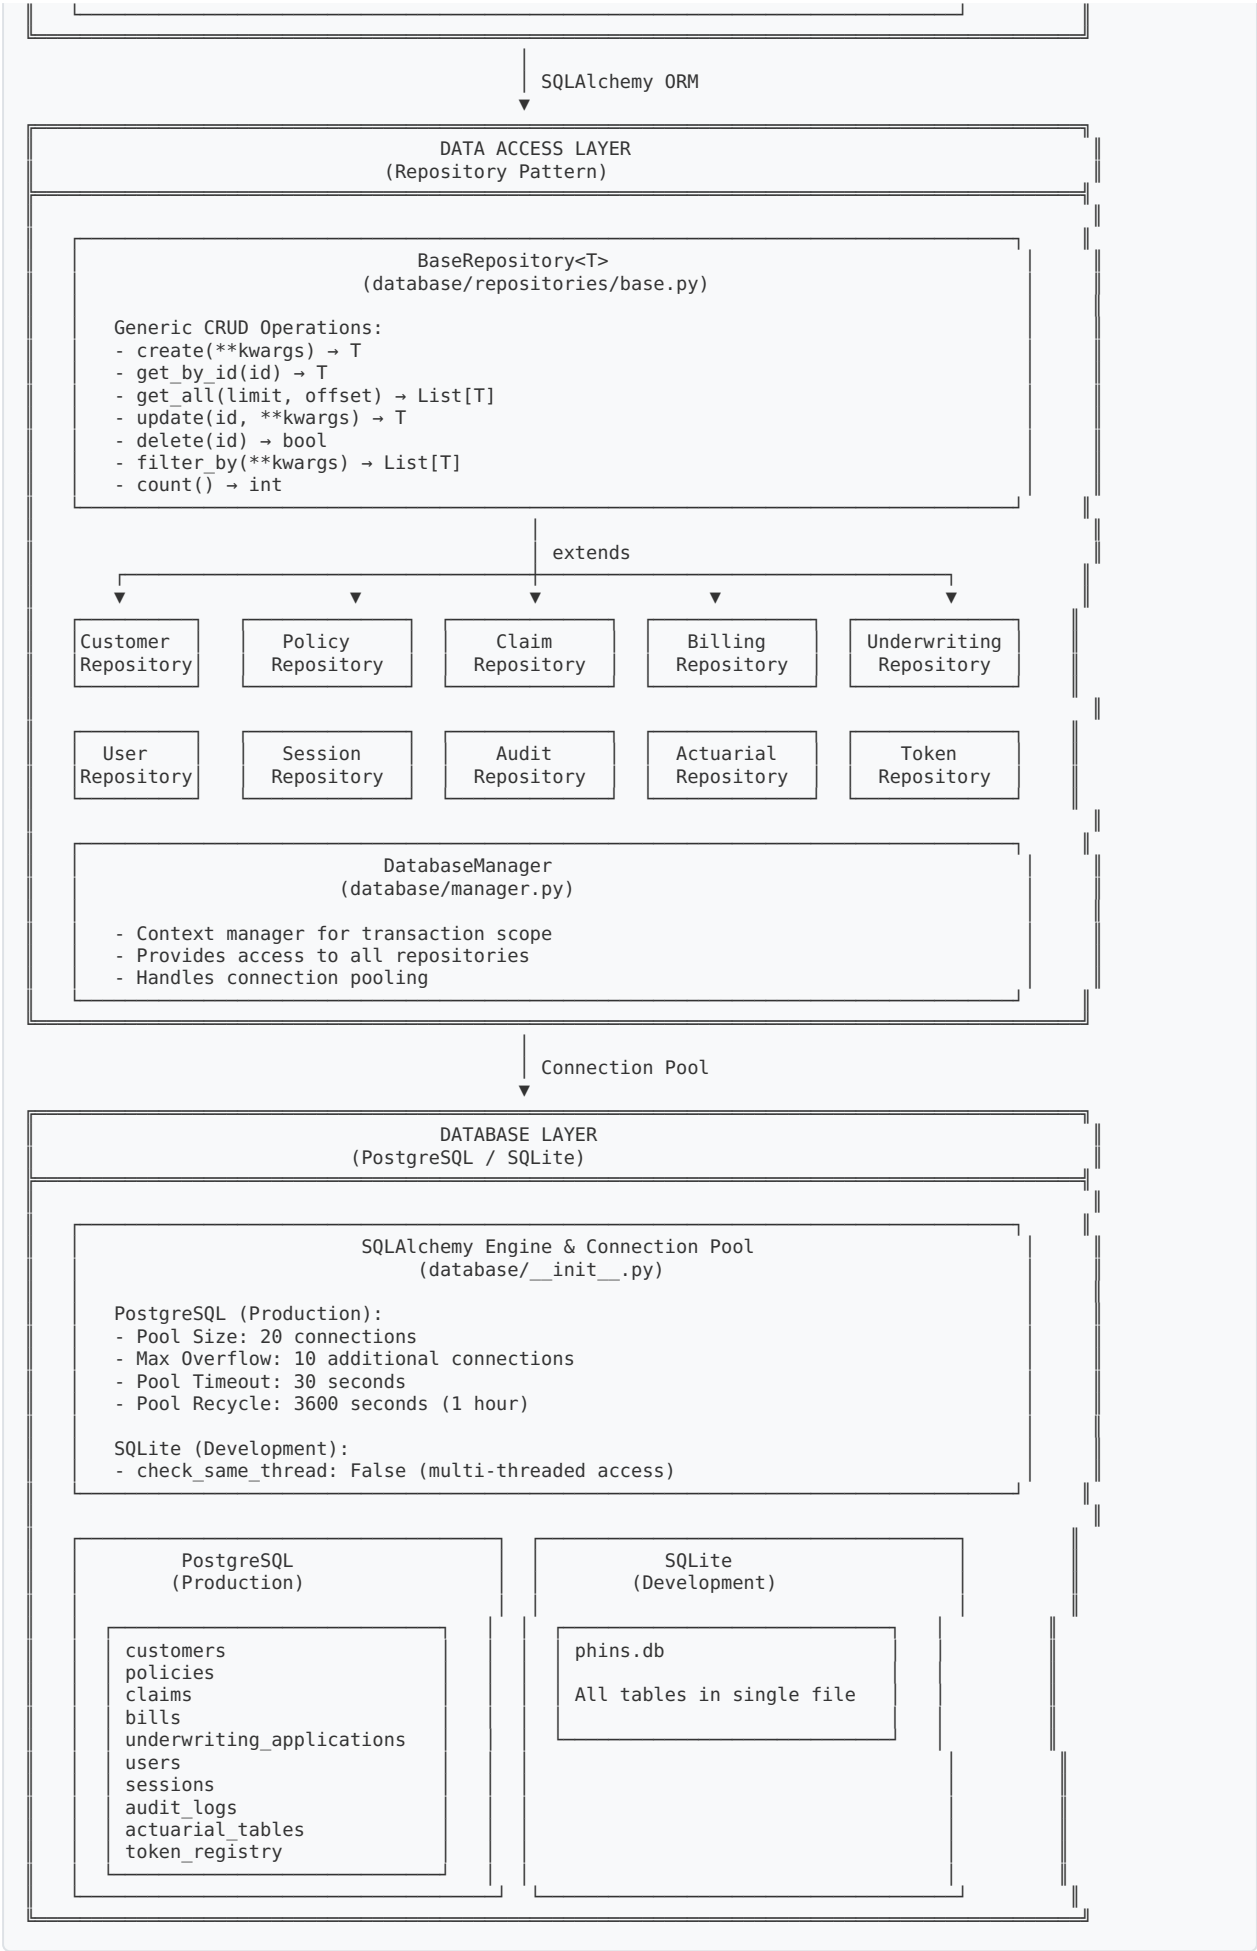 SQLAlchemy ORM
▼
DATA ACCESS LAYER
(Repository Pattern)
BaseRepository<T>
(database/repositories/base.py)
Generic CRUD Operations:
- create(**kwargs) → T
- get_by_id(id) → T
- get_all(limit, offset) → List[T]
- update(id, **kwargs) → T
- delete(id) → bool
- filter_by(**kwargs) → List[T]
- count() → int
extends
▼ ▼ ▼ ▼ ▼
Customer Policy Claim Billing Underwriting
Repository Repository Repository Repository Repository
User Session Audit Actuarial Token
Repository Repository Repository Repository Repository
DatabaseManager
(database/manager.py)
- Context manager for transaction scope
- Provides access to all repositories
- Handles connection pooling
Connection Pool
▼
DATABASE LAYER
(PostgreSQL / SQLite)
SQLAlchemy Engine & Connection Pool
(database/__init__.py)
PostgreSQL (Production):
- Pool Size: 20 connections
- Max Overflow: 10 additional connections
- Pool Timeout: 30 seconds
- Pool Recycle: 3600 seconds (1 hour)
SQLite (Development):
- check_same_thread: False (multi-threaded access)
PostgreSQL SQLite
(Production) (Development)
customers phins.db
policies
claims All tables in single file
bills
underwriting_applications
users
sessions
audit_logs
actuarial_tables
token_registry